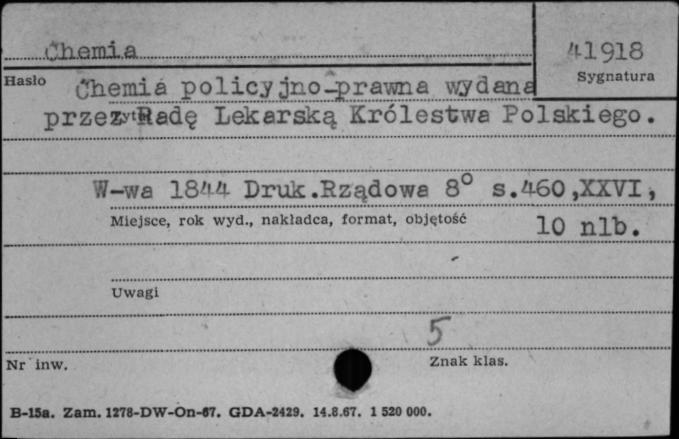 Chemia
41918
Hasło
Sygnatura
Chemia policyjno-prawna wydana
przez Radę Lekarską Królestwa Polskiego.
W-wa 1844 Druk.Rządowa 8° s.460,XXVI,
Miejsce, rok wyd., nakładca, format, objętość
10 nlb.
Uwagi
5
Nr inw.
Znak klas.
B-15a. Zam. 1278-DW-On-67. GDA-2429. 14.8.67. 1 520 000.